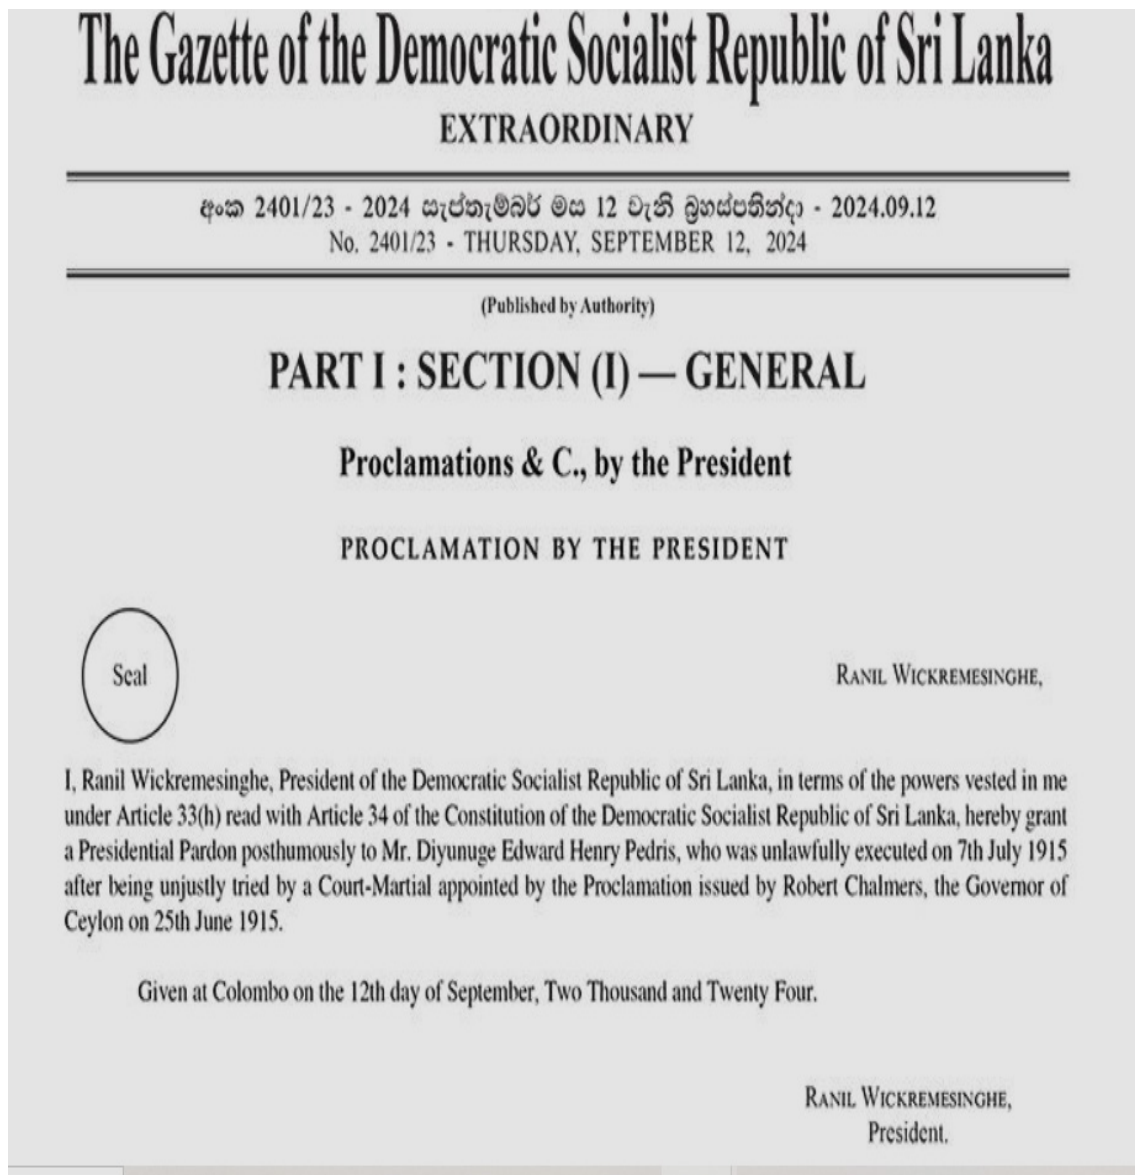 The Gazette of the Democratic Socialist Republic of Sri Lanka
EXTRAORDINARY
අංක 2401/23 - 2024 සැප්තැම්බර් මස 12 වැනි බ්‍රහස්පතින්දා - 2024.09.12
No. 2401/23 - THURSDAY, SEPTEMBER 12, 2024
(Published by Authority)
PART I : SECTION (I) — GENERAL
Proclamations & C., by the President
PROCLAMATION BY THE PRESIDENT
Seal
RANIL WICKREMESINGHE,
I, Ranil Wickremesinghe, President of the Democratic Socialist Republic of Sri Lanka, in terms of the powers vested in me
under Article 33(h) read with Article 34 of the Constitution of the Democratic Socialist Republic of Sri Lanka, hereby grant
a Presidential Pardon posthumously to Mr. Diyunuge Edward Henry Pedris, who was unlawfully executed on 7th July 1915
after being unjustly tried by a Court-Martial appointed by the Proclamation issued by Robert Chalmers, the Governor of
Ceylon on 25th June 1915.
Given at Colombo on the 12th day of September, Two Thousand and Twenty Four.
RANIL WICKREMESINGHE,
President.